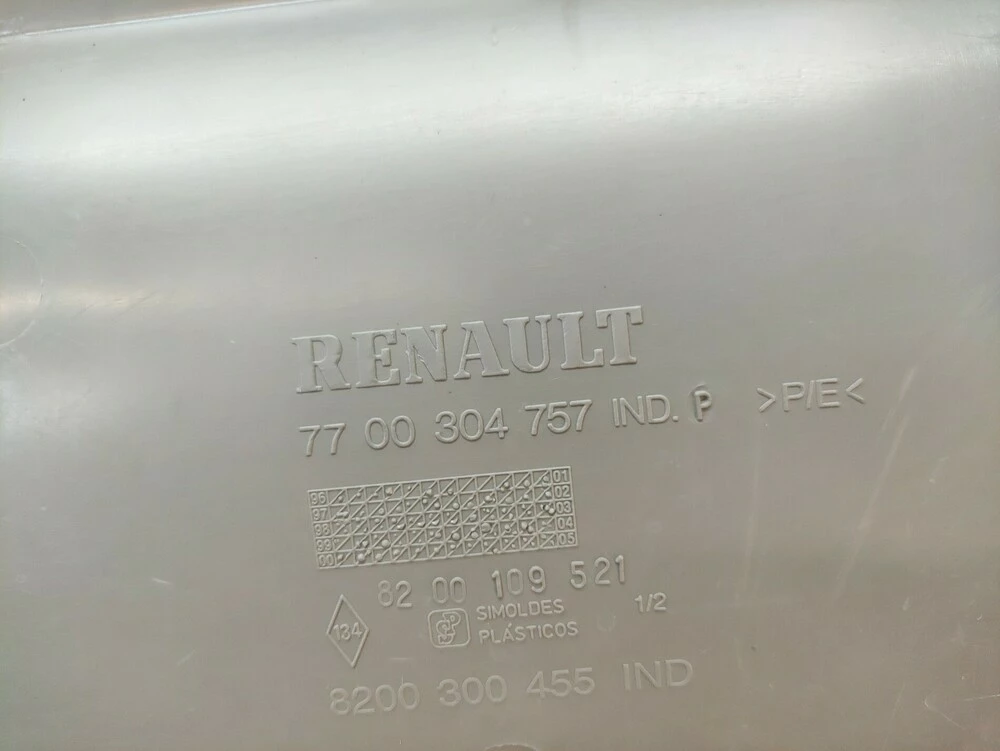 RENAULT
77 00 304 757 IND. P >P/E<
96 01
97 02
98 03
99 04
00 05
82 00 109 521
134 SIMOLDES 1/2
PLÁSTICOS
8200 300 455 IND